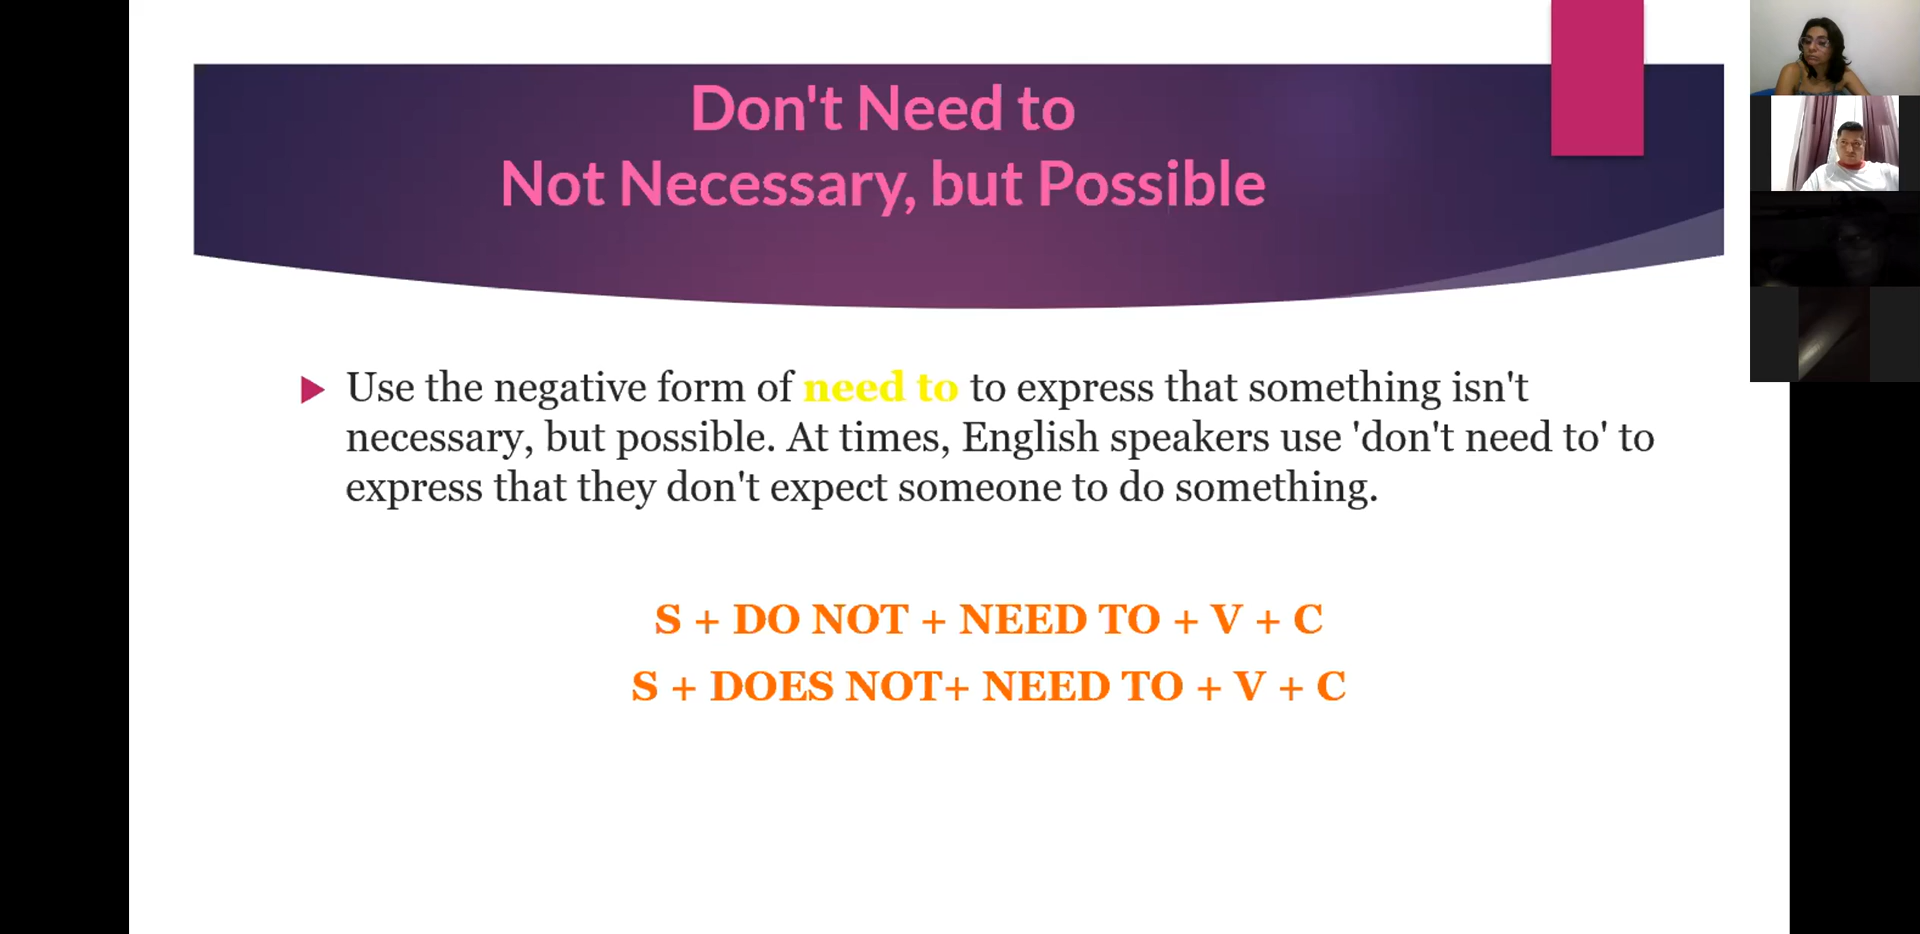 Don't Need to
Not Necessary, but Possible
Use the negative form of need to to express that something isn't
necessary, but possible. At times, English speakers use 'don't need to' to
express that they don't expect someone to do something.
S + DO NOT + NEED TO + V + C
S + DOES NOT+ NEED TO + V + C